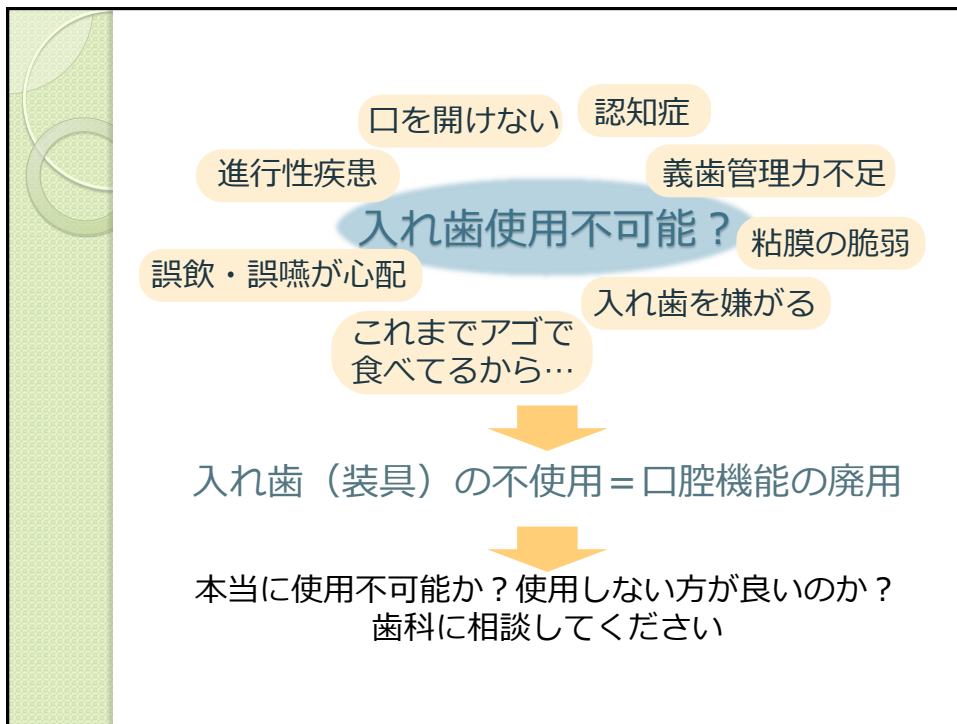 口を開けない
認知症
進行性疾患
義歯管理力不足
入れ歯使用不可能？
粘膜の脆弱
誤飲・誤嚥が心配
入れ歯を嫌がる
これまでアゴで
食べてるから…
入れ歯（装具）の不使用＝口腔機能の廃用
本当に使用不可能か？使用しない方が良いのか？
歯科に相談してください